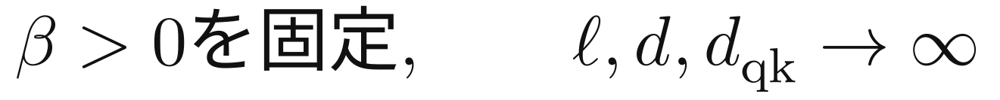 β > 0を固定, ℓ, d, d_qk → ∞